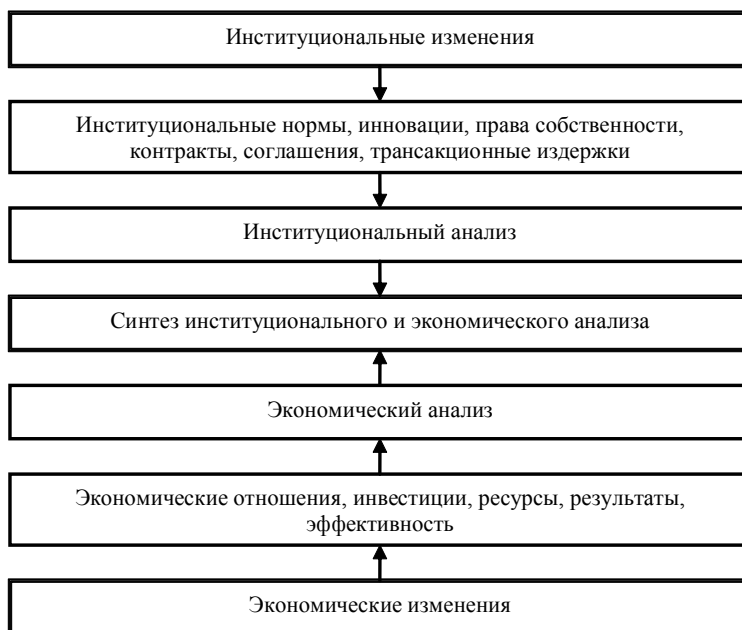 Институциональные изменения
Институциональные нормы, инновации, права собственности,
контракты, соглашения, трансакционные издержки
Институциональный анализ
Синтез институционального и экономического анализа
Экономический анализ
Экономические отношения, инвестиции, ресурсы, результаты,
эффективность
Экономические изменения